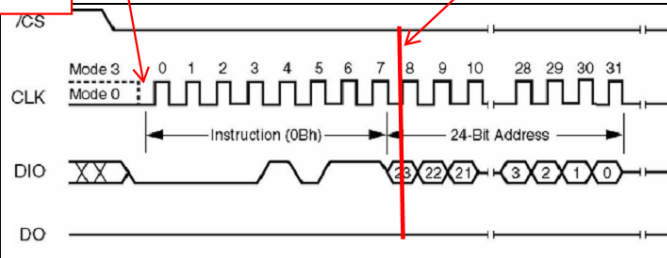 /CS
Mode 3 0 1 2 3 4 5 6 7 8 9 10 28 29 30 31
Mode 0
CLK
Instruction (0Bh) 24-Bit Address
DIO 23 22 21 3 2 1 0
DO